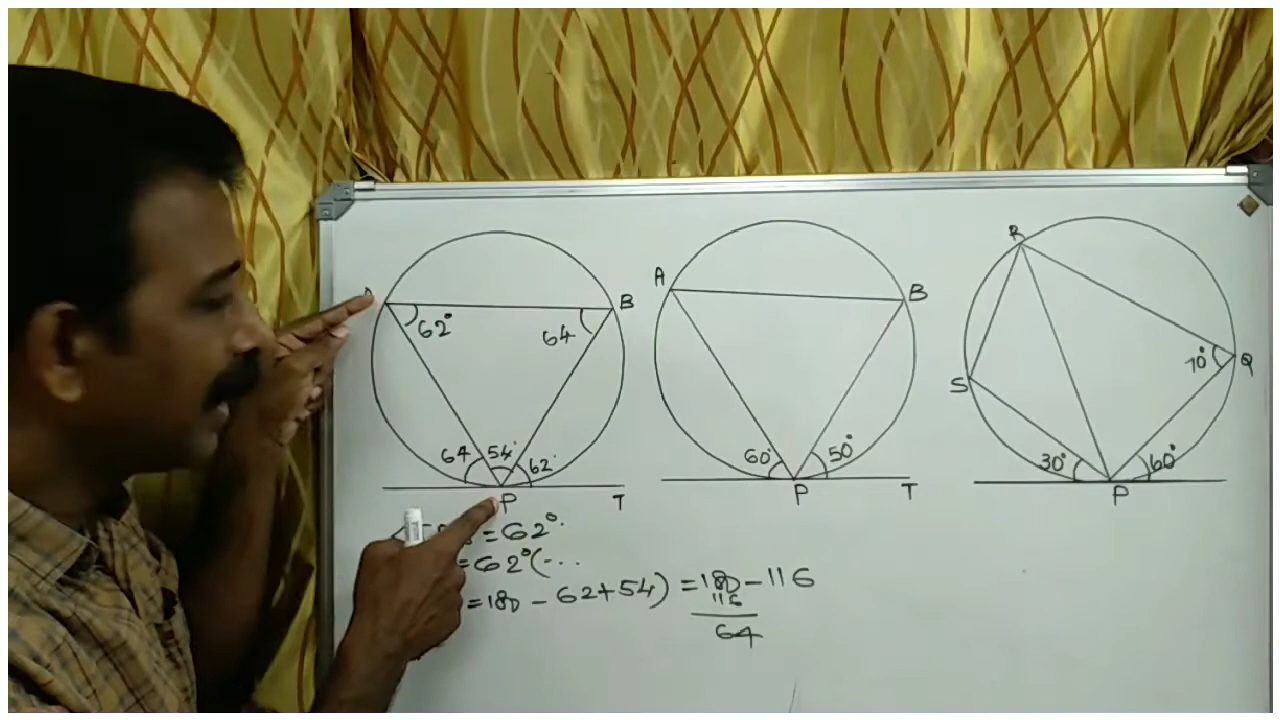 A B
62° 64
64 54° 62°
P T
= 62°
= 62° (...
= 180 - 62+54) = 180 - 116
116
64
A B
60° 50°
P T
R
S Q
70°
30° 60°
P